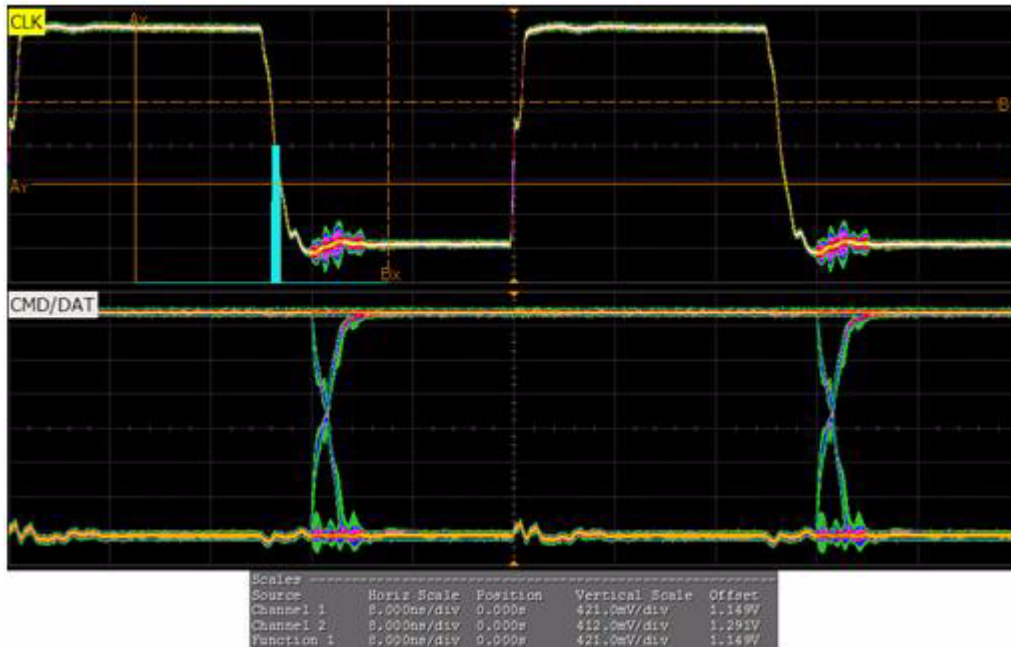 CLK
Ax
B
AY
Bx
CMD/DAT
Scales
Source Horiz Scale Position Vertical Scale Offset
Channel 1 8.000ns/div 0.000s 421.0mV/div 1.149V
Channel 2 8.000ns/div 0.000s 412.0mV/div 1.291V
Function 1 8.000ns/div 0.000s 421.0mV/div 1.149V